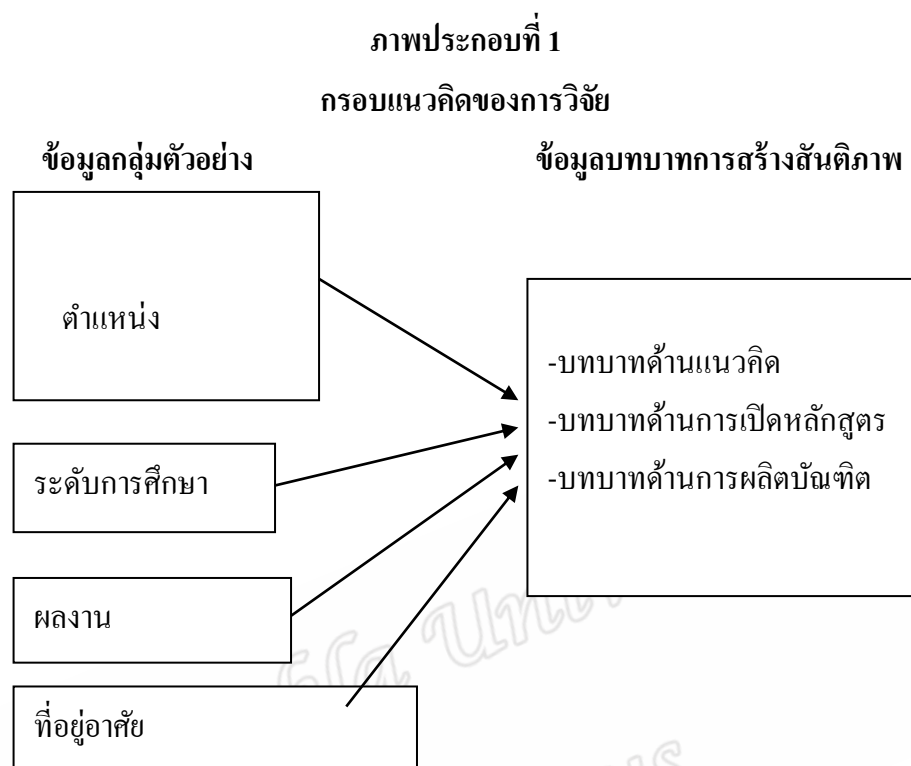 ภาพประกอบที่ 1
กรอบแนวคิดของการวิจัย
ข้อมูลกลุ่มตัวอย่าง
ข้อมูลบทบาทการสร้างสันติภาพ
ตำแหน่ง
ระดับการศึกษา
ผลงาน
ที่อยู่อาศัย
-บทบาทด้านแนวคิด
-บทบาทด้านการเปิดหลักสูตร
-บทบาทด้านการผลิตบัณฑิต